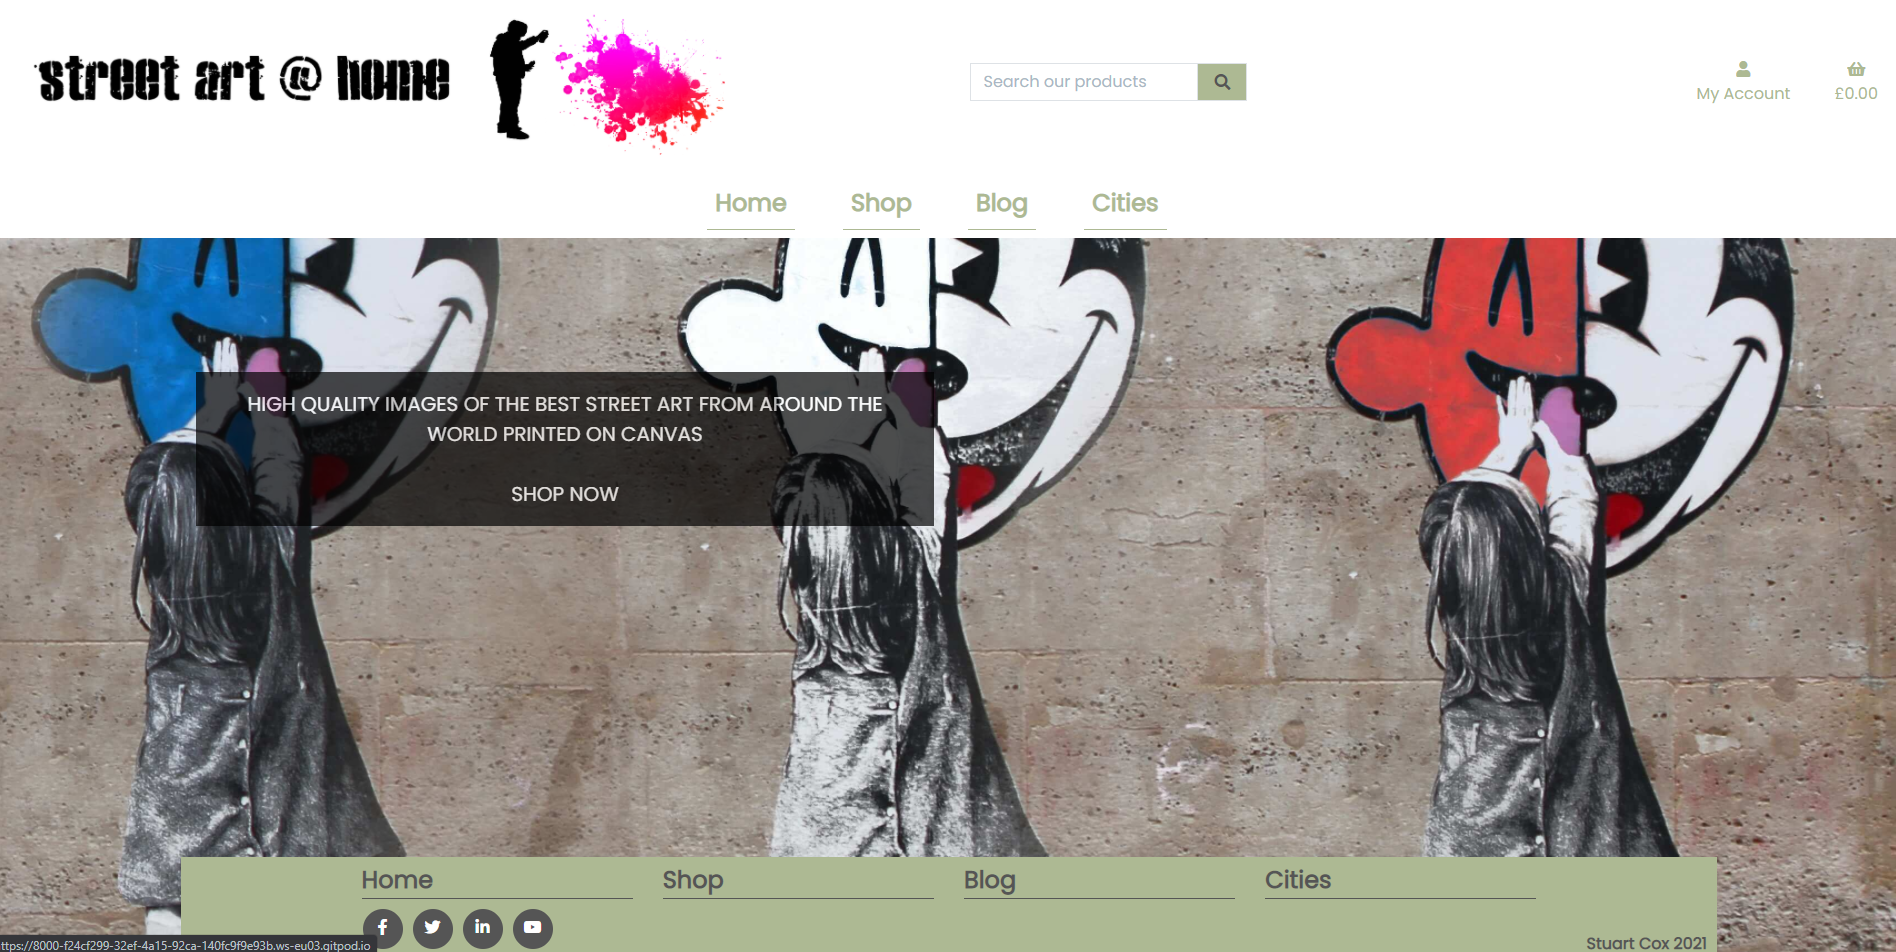 street art @ home
Search our products
My Account
£0.00
Home
Shop
Blog
Cities
HIGH QUALITY IMAGES OF THE BEST STREET ART FROM AROUND THE
WORLD PRINTED ON CANVAS
SHOP NOW
Home
Shop
Blog
Cities
ttps://8000-f24cf299-32ef-4a15-92ca-140fc9f9e93b.ws-eu03.gitpod.io
Stuart Cox 2021